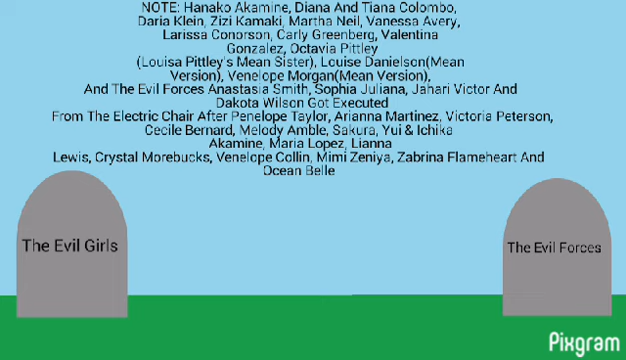 NOTE: Hanako Akamine, Diana And Tiana Colombo,
Daria Klein, Zizi Kamaki, Martha Neil, Vanessa Avery,
Larissa Conorson, Carly Greenberg, Valentina
Gonzalez, Octavia Pittley
(Louisa Pittley's Mean Sister), Louise Danielson(Mean
Version), Venelope Morgan(Mean Version),
And The Evil Forces Anastasia Smith, Sophia Juliana, Jahari Victor And
Dakota Wilson Got Executed
From The Electric Chair After Penelope Taylor, Arianna Martinez, Victoria Peterson,
Cecile Bernard, Melody Amble, Sakura, Yui & Ichika
Akamine, Maria Lopez, Lianna
Lewis, Crystal Morebucks, Venelope Collin, Mimi Zeniya, Zabrina Flameheart And
Ocean Belle
The Evil Girls
The Evil Forces
Pixgram